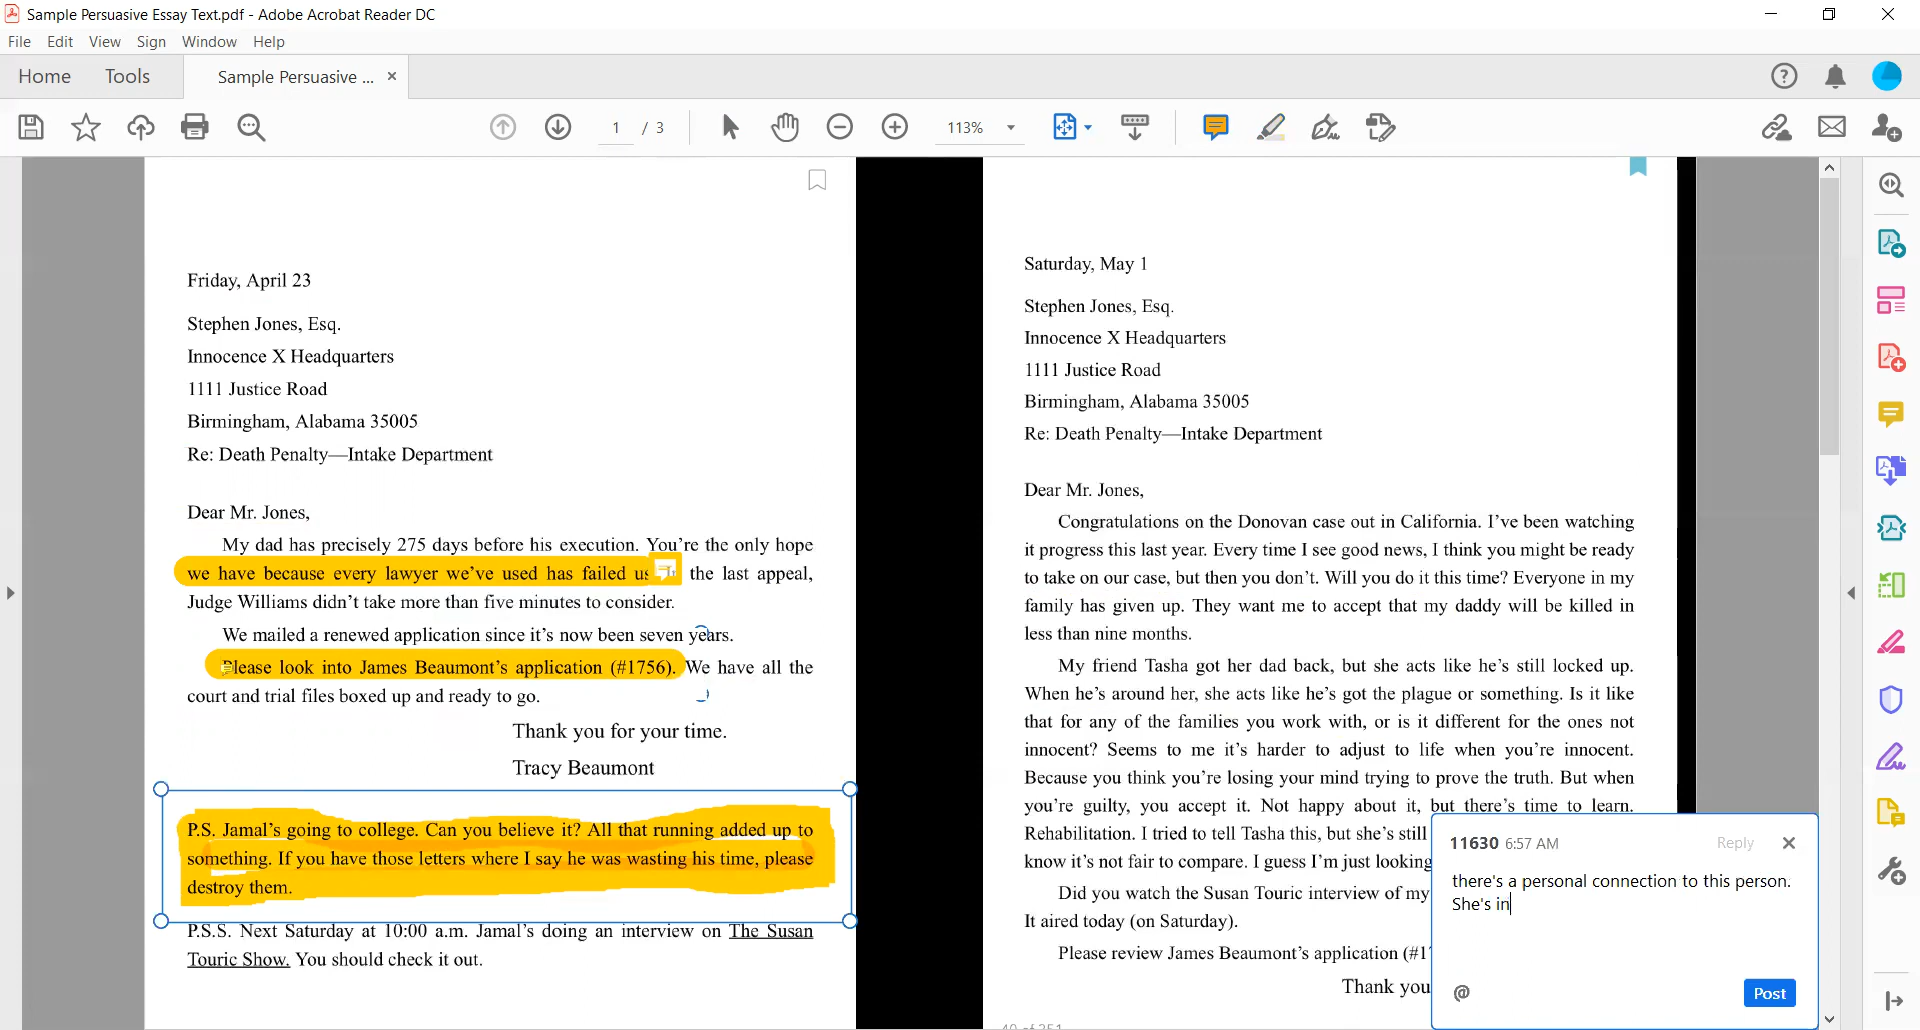 Sample Persuasive Essay Text.pdf - Adobe Acrobat Reader DC
File Edit View Sign Window Help
Home Tools Sample Persuasive ... ×
1 / 3 113%
Friday, April 23
Stephen Jones, Esq.
Innocence X Headquarters
1111 Justice Road
Birmingham, Alabama 35005
Re: Death Penalty—Intake Department
Dear Mr. Jones,
My dad has precisely 275 days before his execution. You’re the only hope
we have because every lawyer we’ve used has failed us the last appeal,
Judge Williams didn’t take more than five minutes to consider.
We mailed a renewed application since it’s now been seven years.
Please look into James Beaumont’s application (#1756). We have all the
court and trial files boxed up and ready to go.
Thank you for your time.
Tracy Beaumont
P.S. Jamal’s going to college. Can you believe it? All that running added up to
something. If you have those letters where I say he was wasting his time, please
destroy them.
P.S.S. Next Saturday at 10:00 a.m. Jamal’s doing an interview on The Susan
Touric Show. You should check it out.
Saturday, May 1
Stephen Jones, Esq.
Innocence X Headquarters
1111 Justice Road
Birmingham, Alabama 35005
Re: Death Penalty—Intake Department
Dear Mr. Jones,
Congratulations on the Donovan case out in California. I’ve been watching
it progress this last year. Every time I see good news, I think you might be ready
to take on our case, but then you don’t. Will you do it this time? Everyone in my
family has given up. They want me to accept that my daddy will be killed in
less than nine months.
My friend Tasha got her dad back, but she acts like he’s still locked up.
When he’s around her, she acts like he’s got the plague or something. Is it like
that for any of the families you work with, or is it different for the ones not
innocent? Seems to me it’s harder to adjust to life when you’re innocent.
Because you think you’re losing your mind trying to prove the truth. But when
you’re guilty, you accept it. Not happy about it, but there’s time to learn.
Rehabilitation. I tried to tell Tasha this, but she’s still
know it’s not fair to compare. I guess I’m just looking
Did you watch the Susan Touric interview of my
It aired today (on Saturday).
Please review James Beaumont’s application (#1
Thank you
11630 6:57 AM Reply
there's a personal connection to this person.
She's in
@ Post